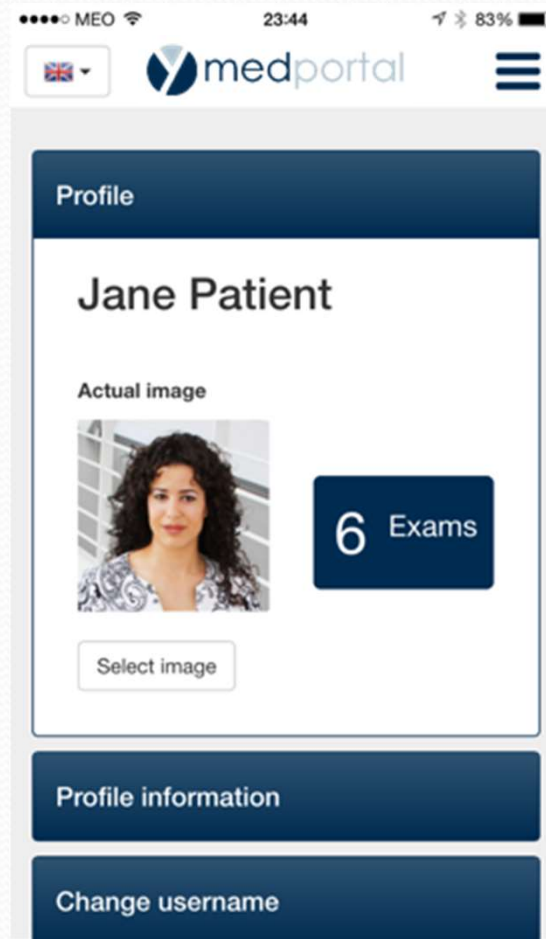 MEO 23:44 83%
medportal
Profile
Jane Patient
Actual image
6 Exams
Select image
Profile information
Change username